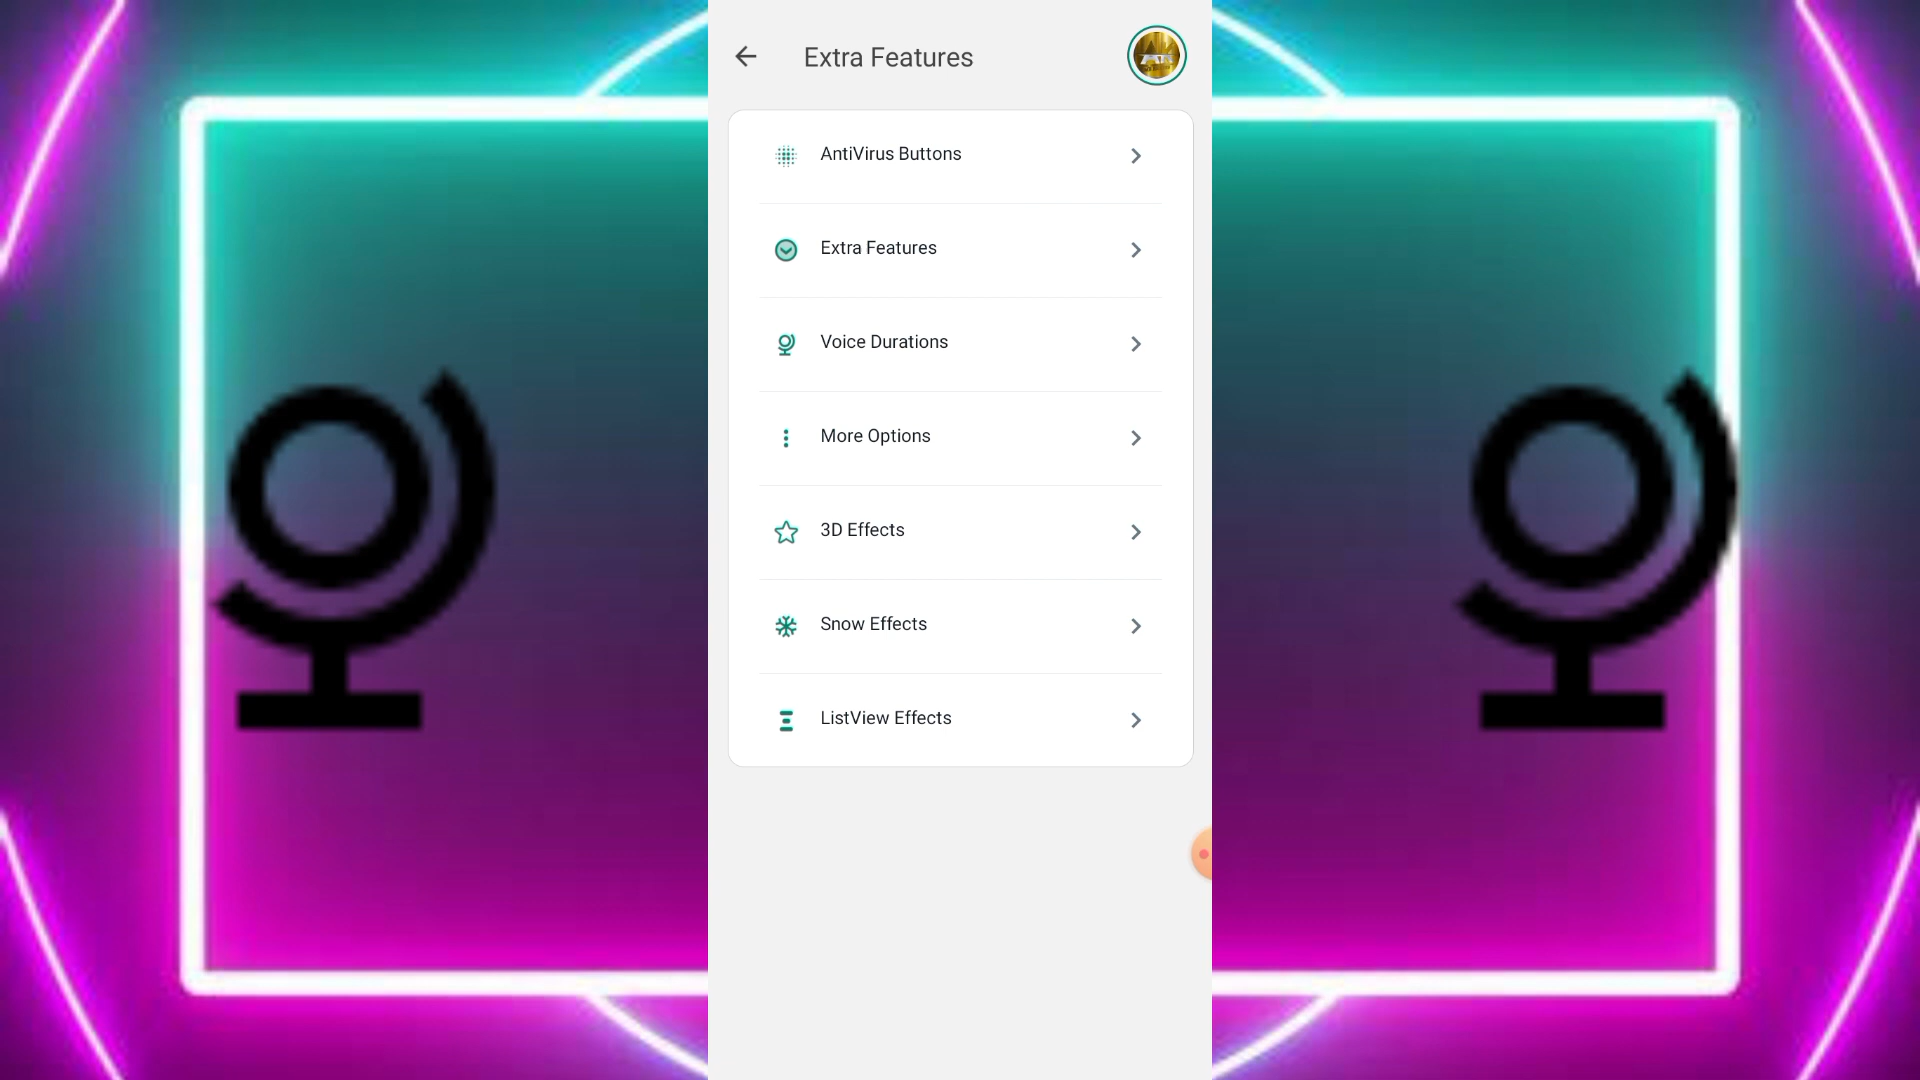 Extra Features
AntiVirus Buttons
Extra Features
Voice Durations
More Options
3D Effects
Snow Effects
ListView Effects